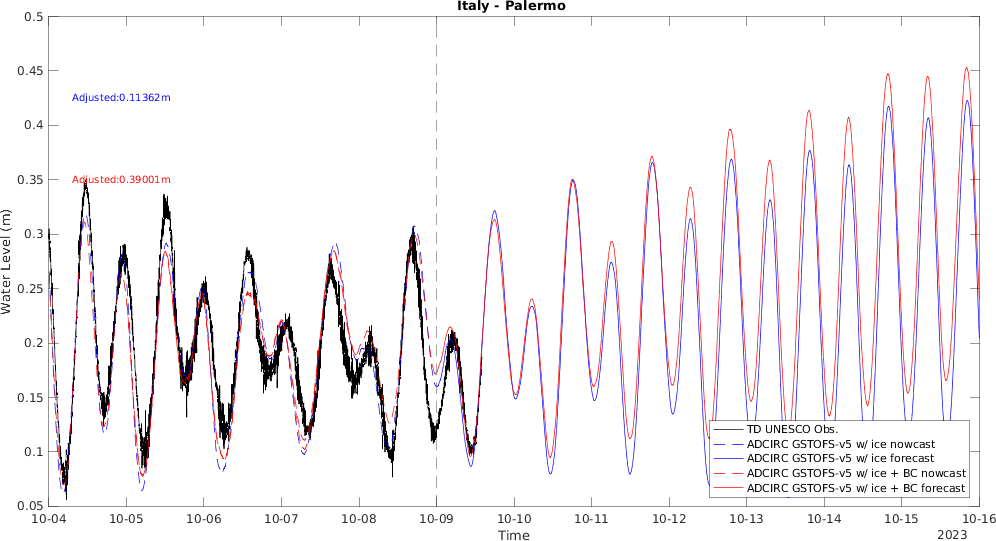 Italy - Palermo
0.5
0.45
0.4
0.35
0.3
0.25
0.2
0.15
0.1
0.05
Water Level (m)
Adjusted:0.11362m
Adjusted:0.39001m
TD UNESCO Obs.
ADCIRC GSTOFS-v5 w/ ice nowcast
ADCIRC GSTOFS-v5 w/ ice forecast
ADCIRC GSTOFS-v5 w/ ice + BC nowcast
ADCIRC GSTOFS-v5 w/ ice + BC forecast
10-04 10-05 10-06 10-07 10-08 10-09 10-10 10-11 10-12 10-13 10-14 10-15 10-16
Time
2023